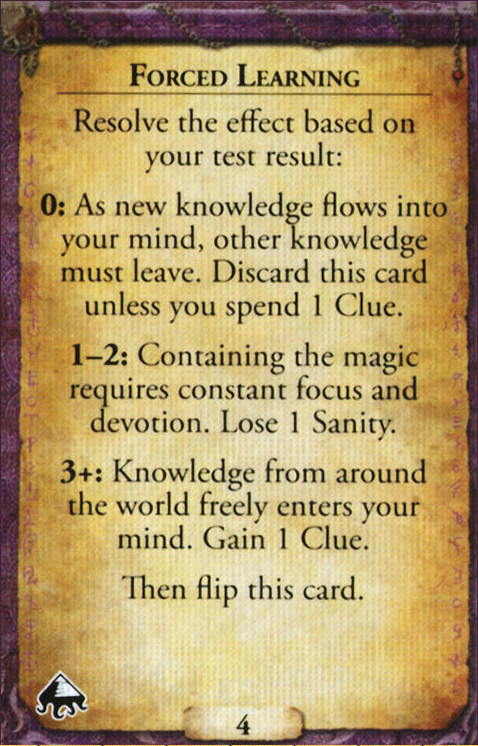 Forced Learning
Resolve the effect based on
your test result:
0: As new knowledge flows into
your mind, other knowledge
must leave. Discard this card
unless you spend 1 Clue.
1–2: Containing the magic
requires constant focus and
devotion. Lose 1 Sanity.
3+: Knowledge from around
the world freely enters your
mind. Gain 1 Clue.
Then flip this card.
4